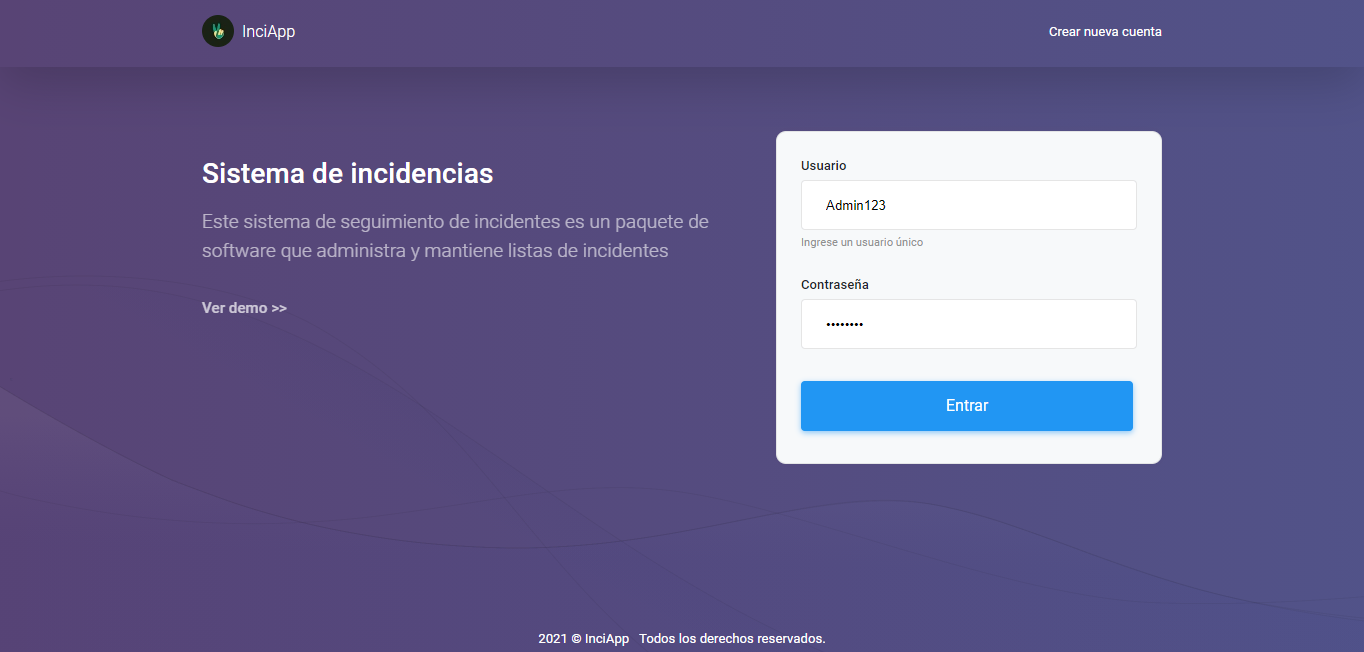 InciApp
Crear nueva cuenta
Sistema de incidencias
Este sistema de seguimiento de incidentes es un paquete de
software que administra y mantiene listas de incidentes
Ver demo >>
Usuario
Admin123
Ingrese un usuario único
Contraseña
••••••••
Entrar
2021 © InciApp Todos los derechos reservados.